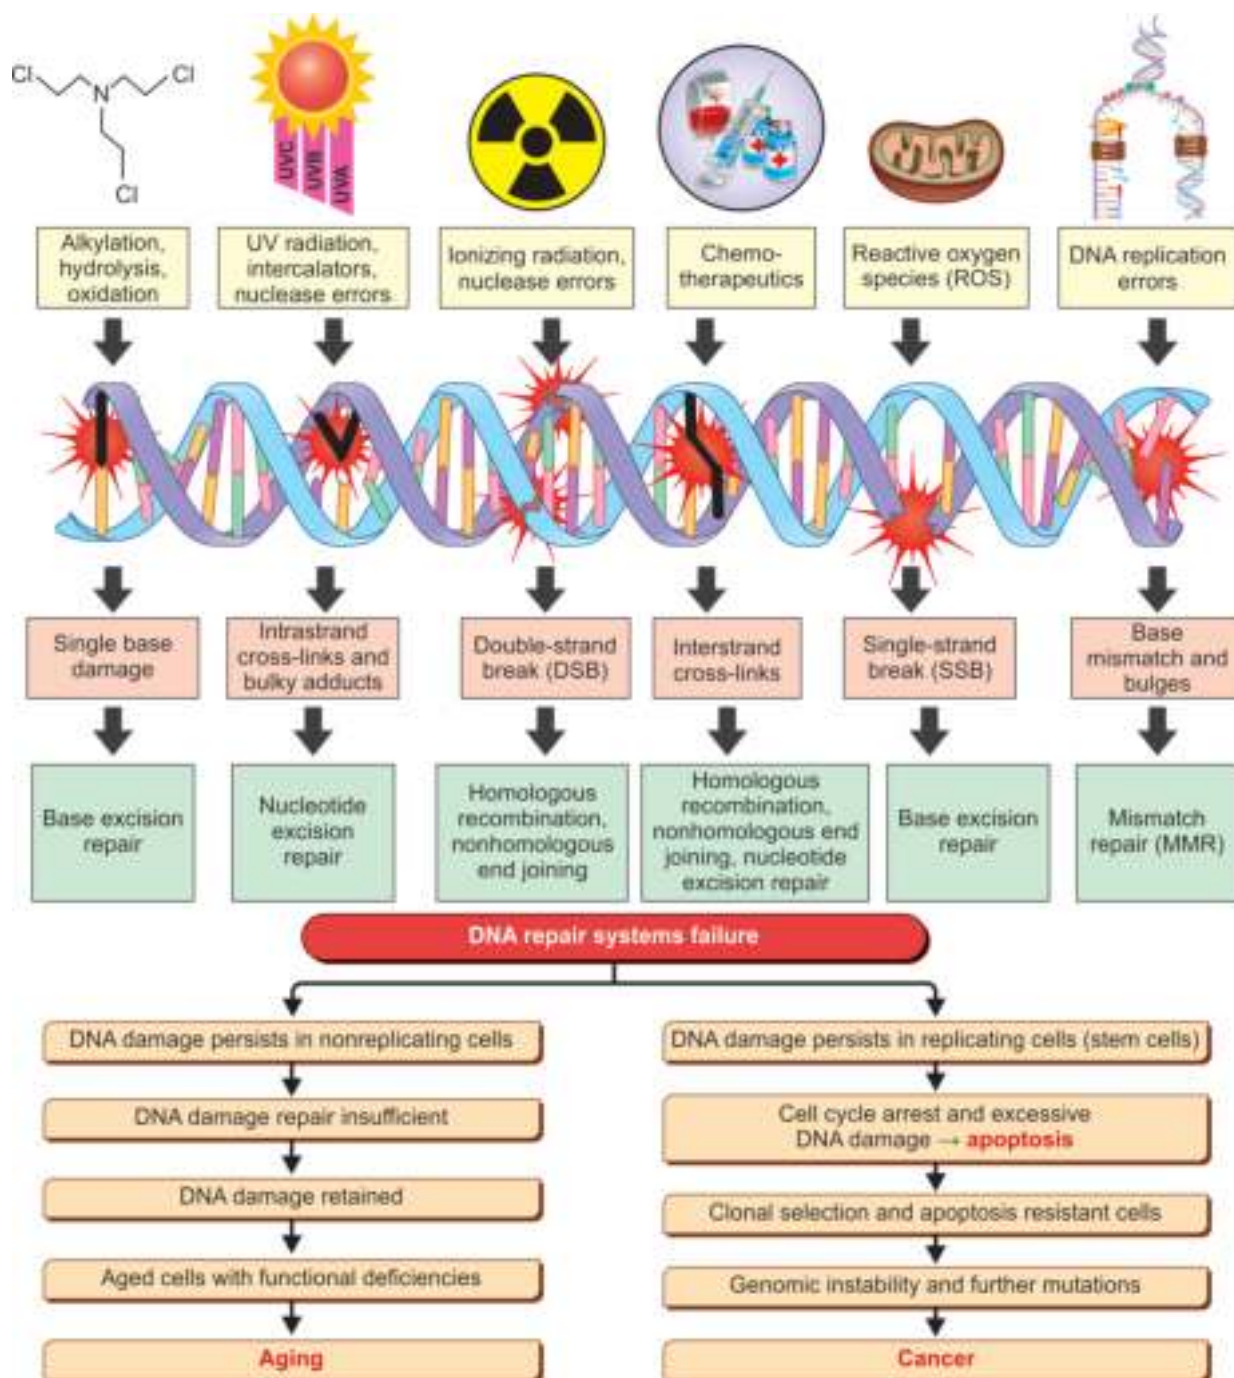 Cl
Cl
N
Cl
UVC
UVB
UVA
Alkylation,
hydrolysis,
oxidation
UV radiation,
intercalators,
nuclease errors
Ionizing radiation,
nuclease errors
Chemo-
therapeutics
Reactive oxygen
species (ROS)
DNA replication
errors
Single base
damage
Intrastrand
cross-links and
bulky adducts
Double-strand
break (DSB)
Interstrand
cross-links
Single-strand
break (SSB)
Base
mismatch and
bulges
Base excision
repair
Nucleotide
excision
repair
Homologous
recombination,
nonhomologous
end joining
Homologous
recombination,
nonhomologous end
joining, nucleotide
excision repair
Base excision
repair
Mismatch
repair (MMR)
DNA repair systems failure
DNA damage persists in nonreplicating cells
DNA damage repair insufficient
DNA damage retained
Aged cells with functional deficiencies
Aging
DNA damage persists in replicating cells (stem cells)
Cell cycle arrest and excessive
DNA damage → apoptosis
Clonal selection and apoptosis resistant cells
Genomic instability and further mutations
Cancer